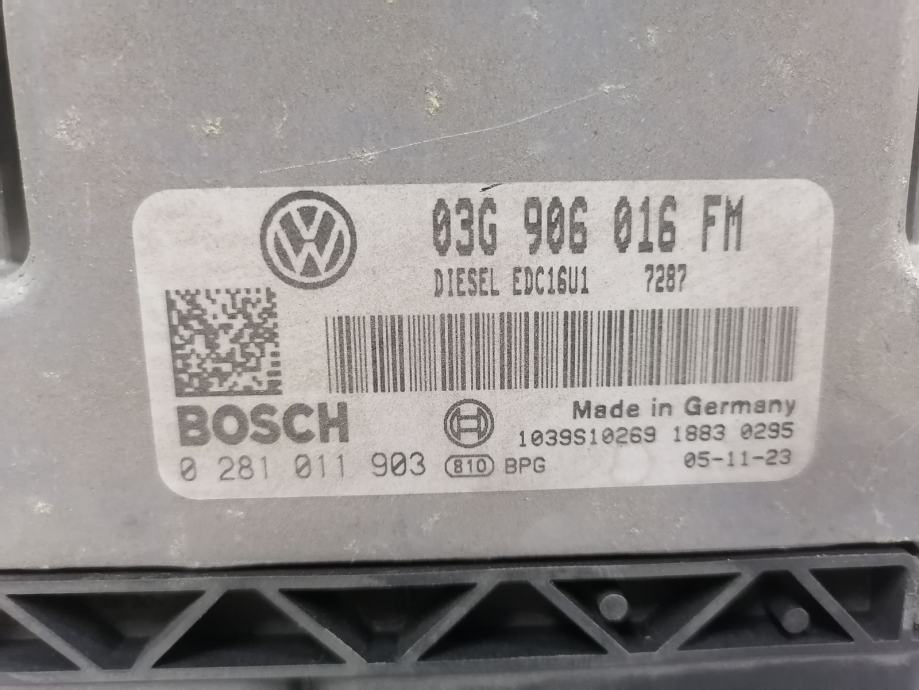 03G 906 016 FM
DIESEL EDC16U1 7287
BOSCH
Made in Germany
1039S10269 1883 0295
0 281 011 903 810 BPG 05-11-23